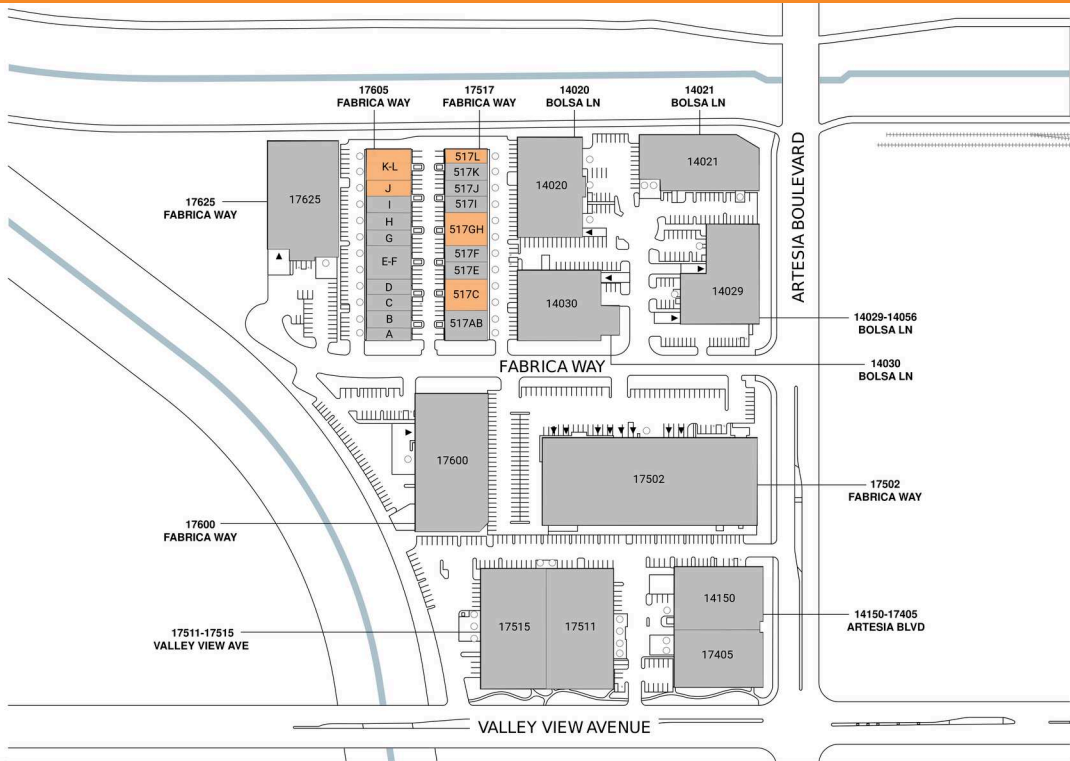 17605
FABRICA WAY
17517
FABRICA WAY
14020
BOLSA LN
14021
BOLSA LN
ARTESIA BOULEVARD
17625
FABRICA WAY
17625
K-L
J
I
H
G
E-F
D
C
B
A
517L
517K
517J
517I
517GH
517F
517E
517C
517AB
14020
14030
14021
14029
14029-14056
BOLSA LN
14030
BOLSA LN
FABRICA WAY
17600
17502
17502
FABRICA WAY
17600
FABRICA WAY
17511-17515
VALLEY VIEW AVE
17515
17511
14150
17405
14150-17405
ARTESIA BLVD
VALLEY VIEW AVENUE